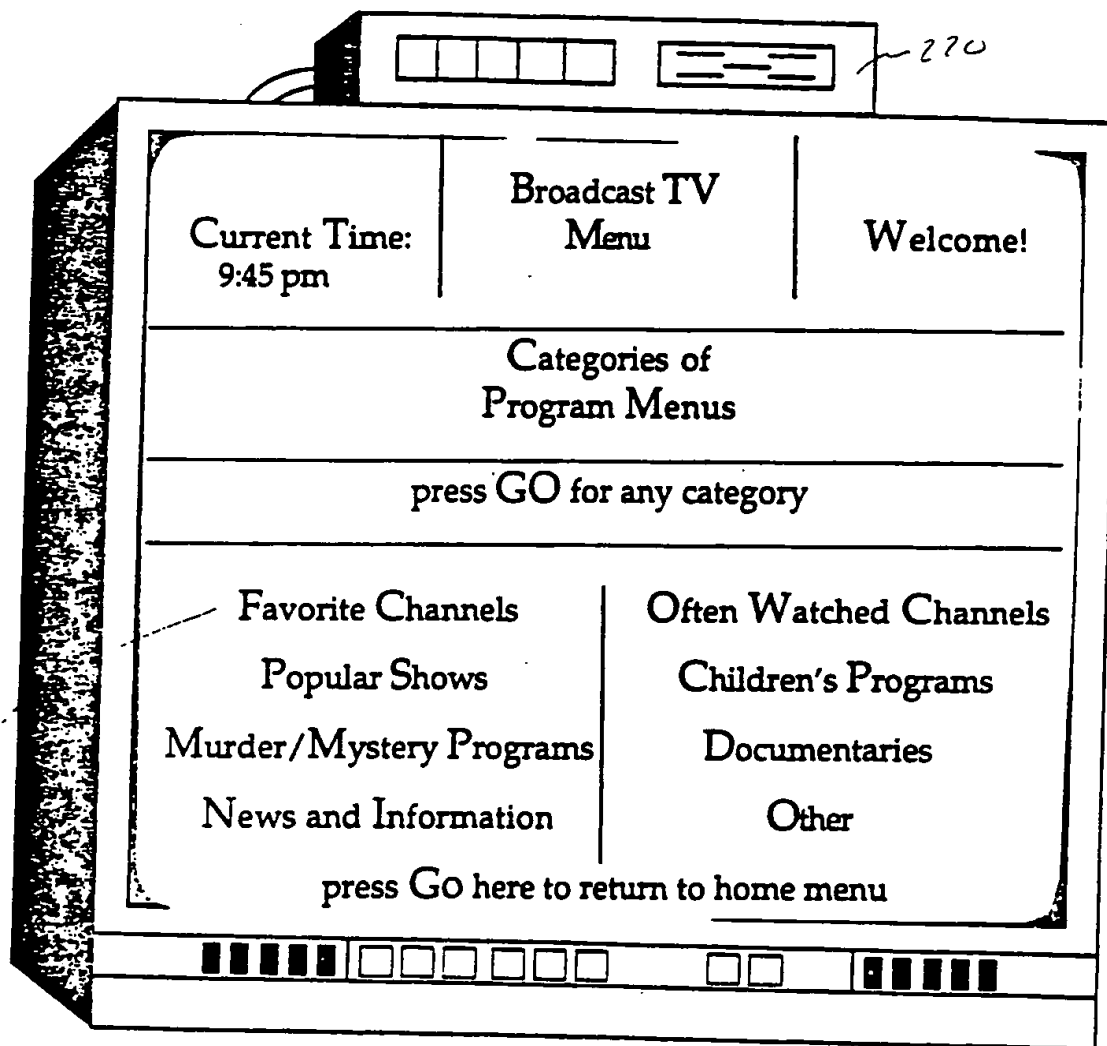 220
Broadcast TV
Menu
Current Time:
9:45 pm
Welcome!
Categories of
Program Menus
press GO for any category
Favorite Channels
Often Watched Channels
Popular Shows
Children's Programs
Murder/Mystery Programs
Documentaries
News and Information
Other
press Go here to return to home menu